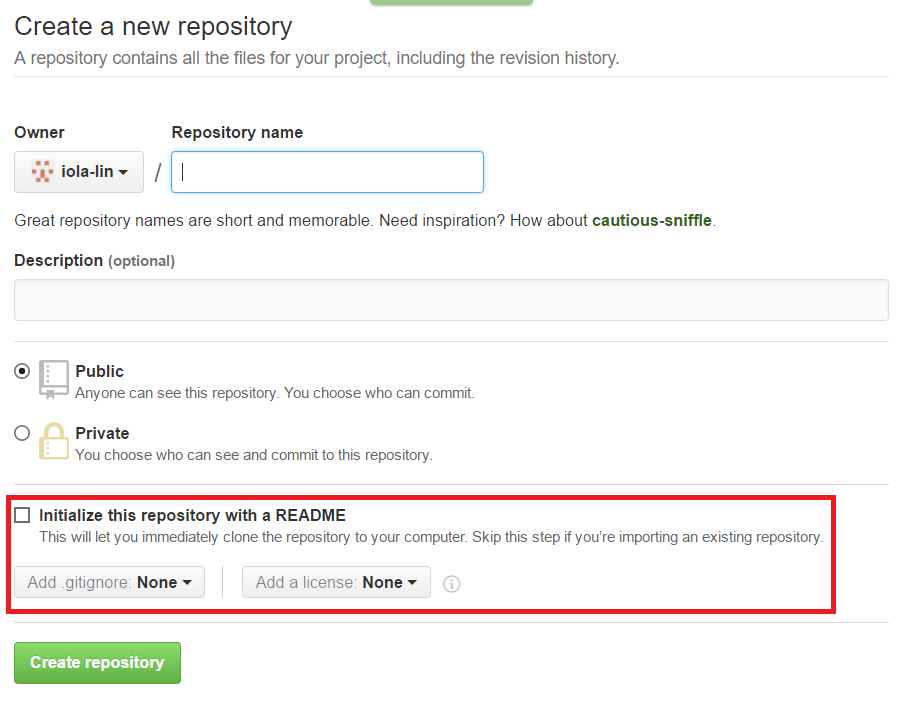 Create a new repository
A repository contains all the files for your project, including the revision history.
Owner
Repository name
iola-lin
/
Great repository names are short and memorable. Need inspiration? How about cautious-sniffle.
Description (optional)
Public
Anyone can see this repository. You choose who can commit.
Private
You choose who can see and commit to this repository.
Initialize this repository with a README
This will let you immediately clone the repository to your computer. Skip this step if you’re importing an existing repository.
Add .gitignore: None
Add a license: None
Create repository